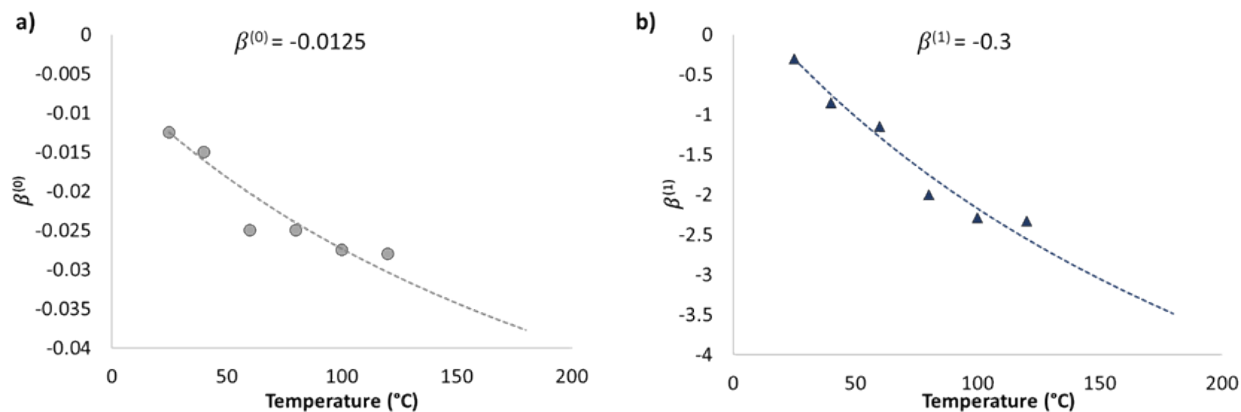 a)
β⁽⁰⁾ = -0.0125
0
-0.005
-0.01
-0.015
-0.02
-0.025
-0.03
-0.035
-0.04
β⁽⁰⁾
0 50 100 150 200
Temperature (°C)
b)
β⁽¹⁾ = -0.3
0
-0.5
-1
-1.5
-2
-2.5
-3
-3.5
-4
β⁽¹⁾
0 50 100 150 200
Temperature (°C)